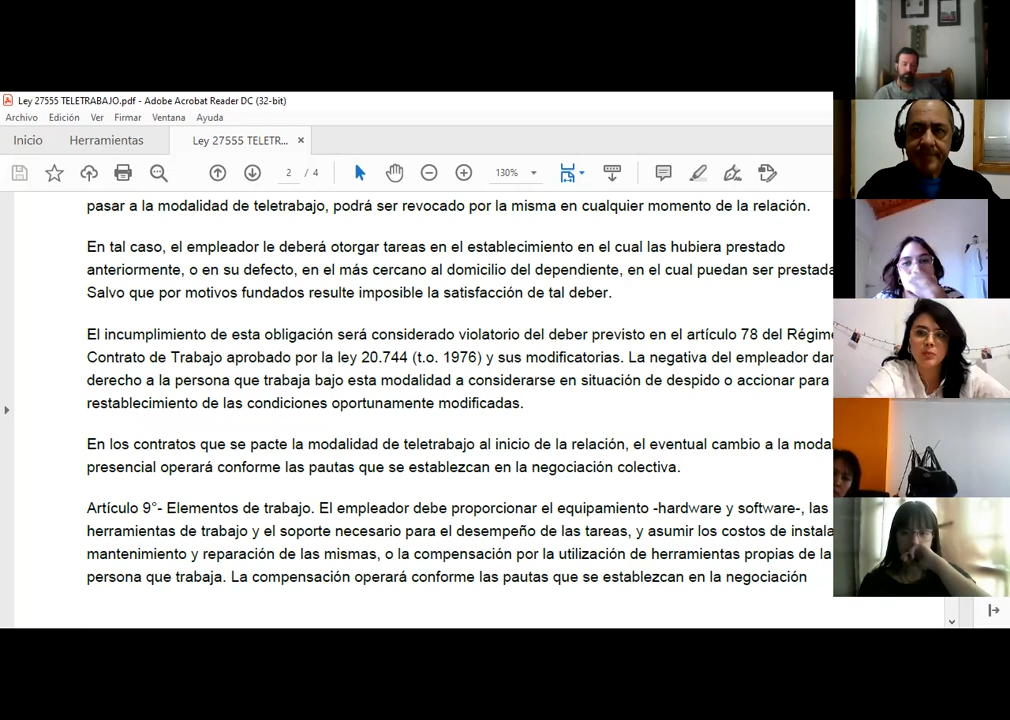 Ley 27555 TELETRABAJO.pdf - Adobe Acrobat Reader DC (32-bit)
Archivo Edición Ver Firmar Ventana Ayuda
Inicio Herramientas Ley 27555 TELETR... ×
2 / 4 130%
pasar a la modalidad de teletrabajo, podrá ser revocado por la misma en cualquier momento de la relación.
En tal caso, el empleador le deberá otorgar tareas en el establecimiento en el cual las hubiera prestado
anteriormente, o en su defecto, en el más cercano al domicilio del dependiente, en el cual puedan ser prestada
Salvo que por motivos fundados resulte imposible la satisfacción de tal deber.
El incumplimiento de esta obligación será considerado violatorio del deber previsto en el artículo 78 del Régime
Contrato de Trabajo aprobado por la ley 20.744 (t.o. 1976) y sus modificatorias. La negativa del empleador dar
derecho a la persona que trabaja bajo esta modalidad a considerarse en situación de despido o accionar para
restablecimiento de las condiciones oportunamente modificadas.
En los contratos que se pacte la modalidad de teletrabajo al inicio de la relación, el eventual cambio a la modal
presencial operará conforme las pautas que se establezcan en la negociación colectiva.
Artículo 9°- Elementos de trabajo. El empleador debe proporcionar el equipamiento -hardware y software-, las
herramientas de trabajo y el soporte necesario para el desempeño de las tareas, y asumir los costos de instala
mantenimiento y reparación de las mismas, o la compensación por la utilización de herramientas propias de la
persona que trabaja. La compensación operará conforme las pautas que se establezcan en la negociación